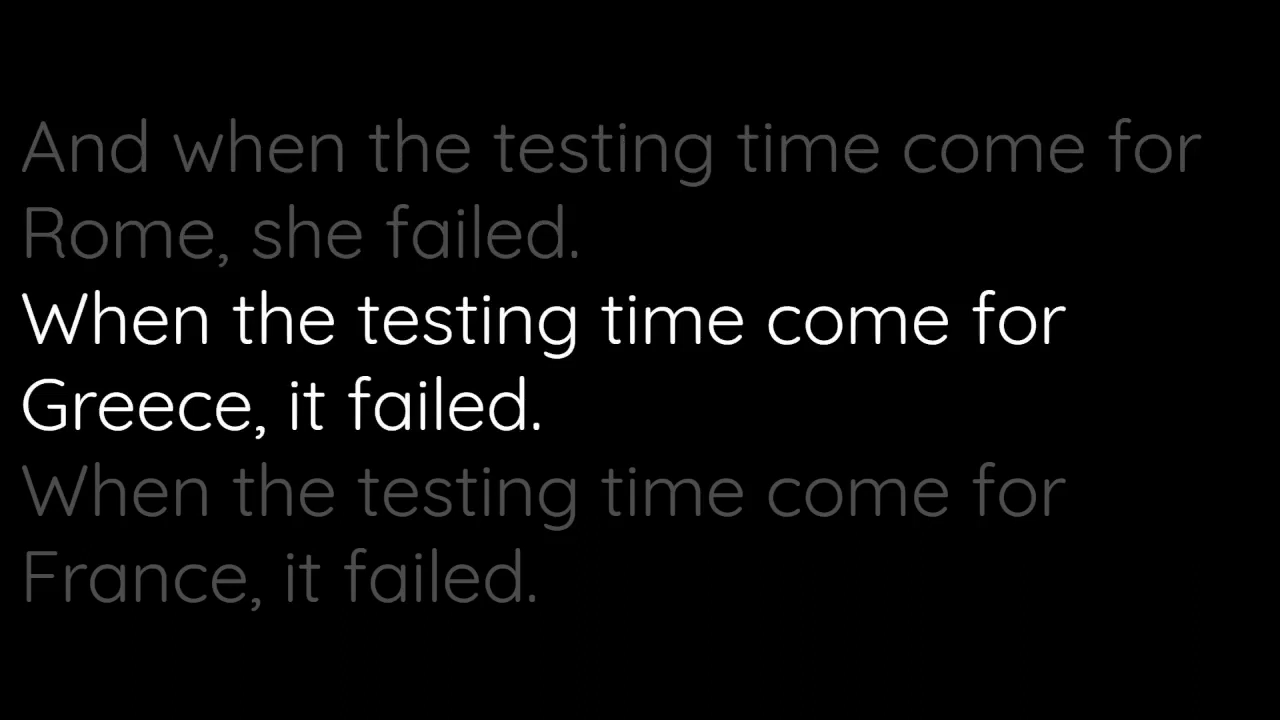 And when the testing time come for
Rome, she failed.
When the testing time come for
Greece, it failed.
When the testing time come for
France, it failed.